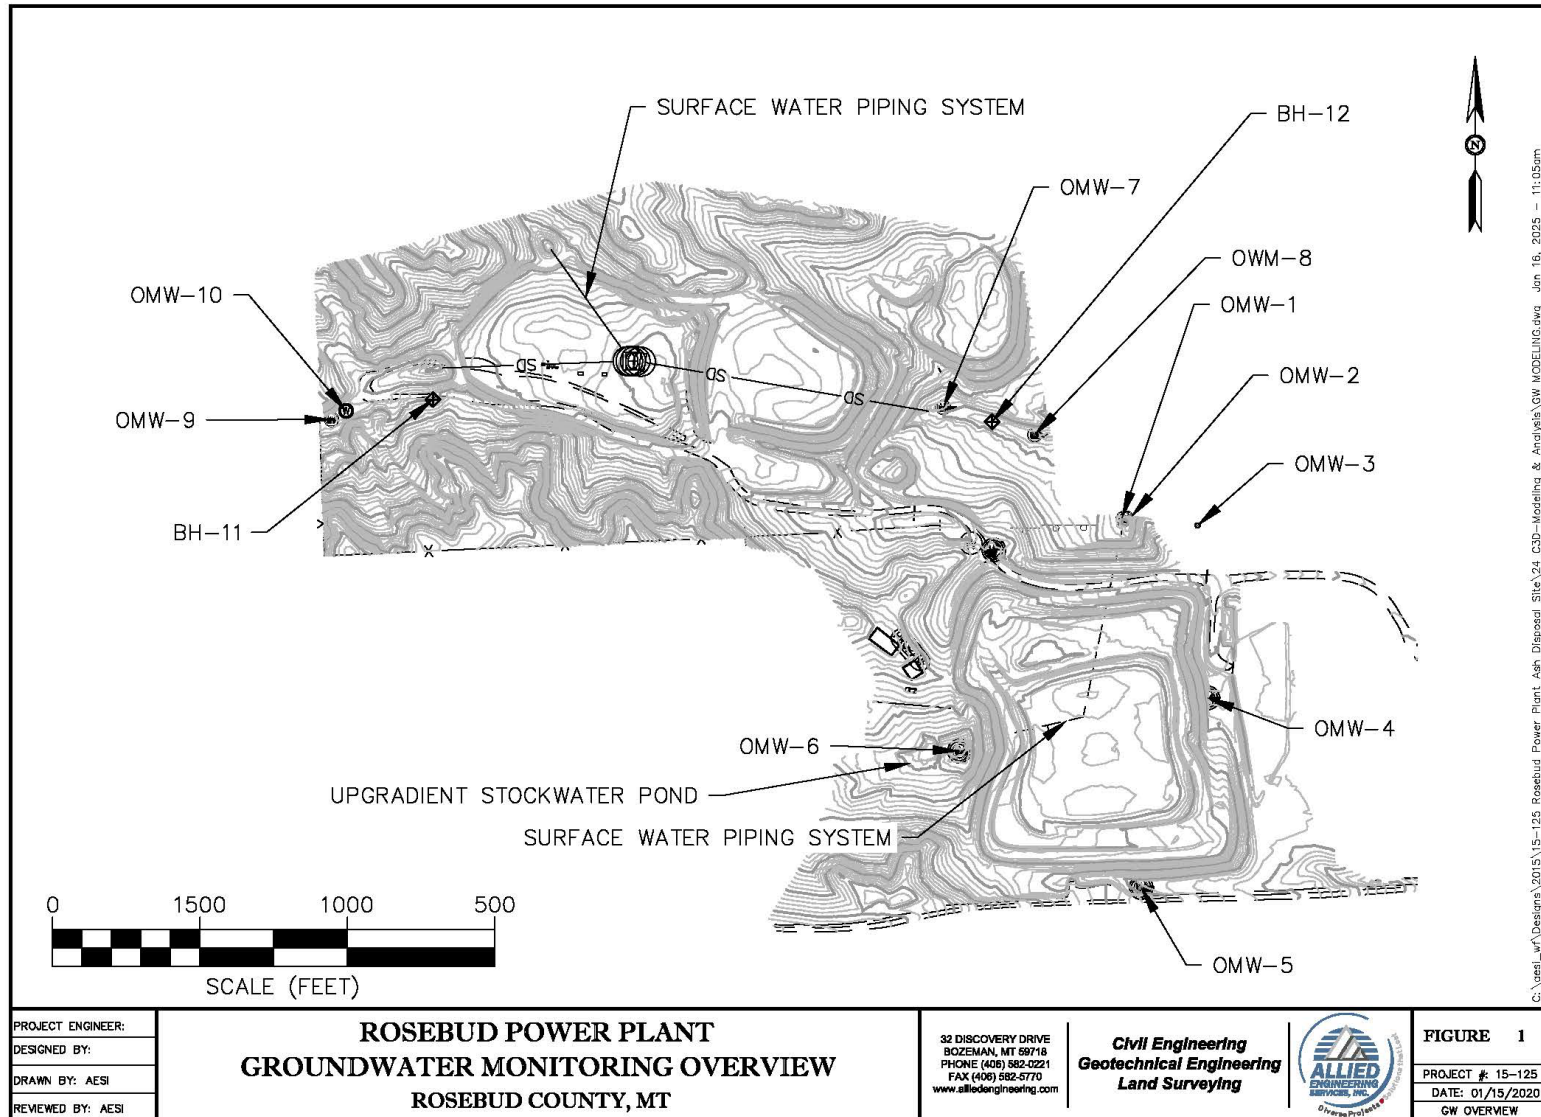 SURFACE WATER PIPING SYSTEM
BH-12
OMW-7
OWM-8
OMW-10
OMW-1
OMW-2
SD
SD
SD
OMW-9
OMW-3
BH-11
X
X
X
OMW-4
OMW-6
UPGRADIENT STOCKWATER POND
SURFACE WATER PIPING SYSTEM
OMW-5
N
0 1500 1000 500
SCALE (FEET)
C:\aesi_wf\Designs\2015\15-125 Rosebud Power Plant Ash Disposal Site\24 C3D-Modeling & Analysis\GW MODELING.dwg Jan 16, 2025 - 11:05am
PROJECT ENGINEER:
DESIGNED BY:
DRAWN BY: AESI
REVIEWED BY: AESI
ROSEBUD POWER PLANT
GROUNDWATER MONITORING OVERVIEW
ROSEBUD COUNTY, MT
32 DISCOVERY DRIVE
BOZEMAN, MT 59718
PHONE (406) 582-0221
FAX (406) 582-5770
www.alliedengineering.com
Civil Engineering
Geotechnical Engineering
Land Surveying
ALLIED
ENGINEERING
SERVICES, INC.
Diverse Projects
FIGURE 1
PROJECT #: 15-125
DATE: 01/15/2020
GW OVERVIEW